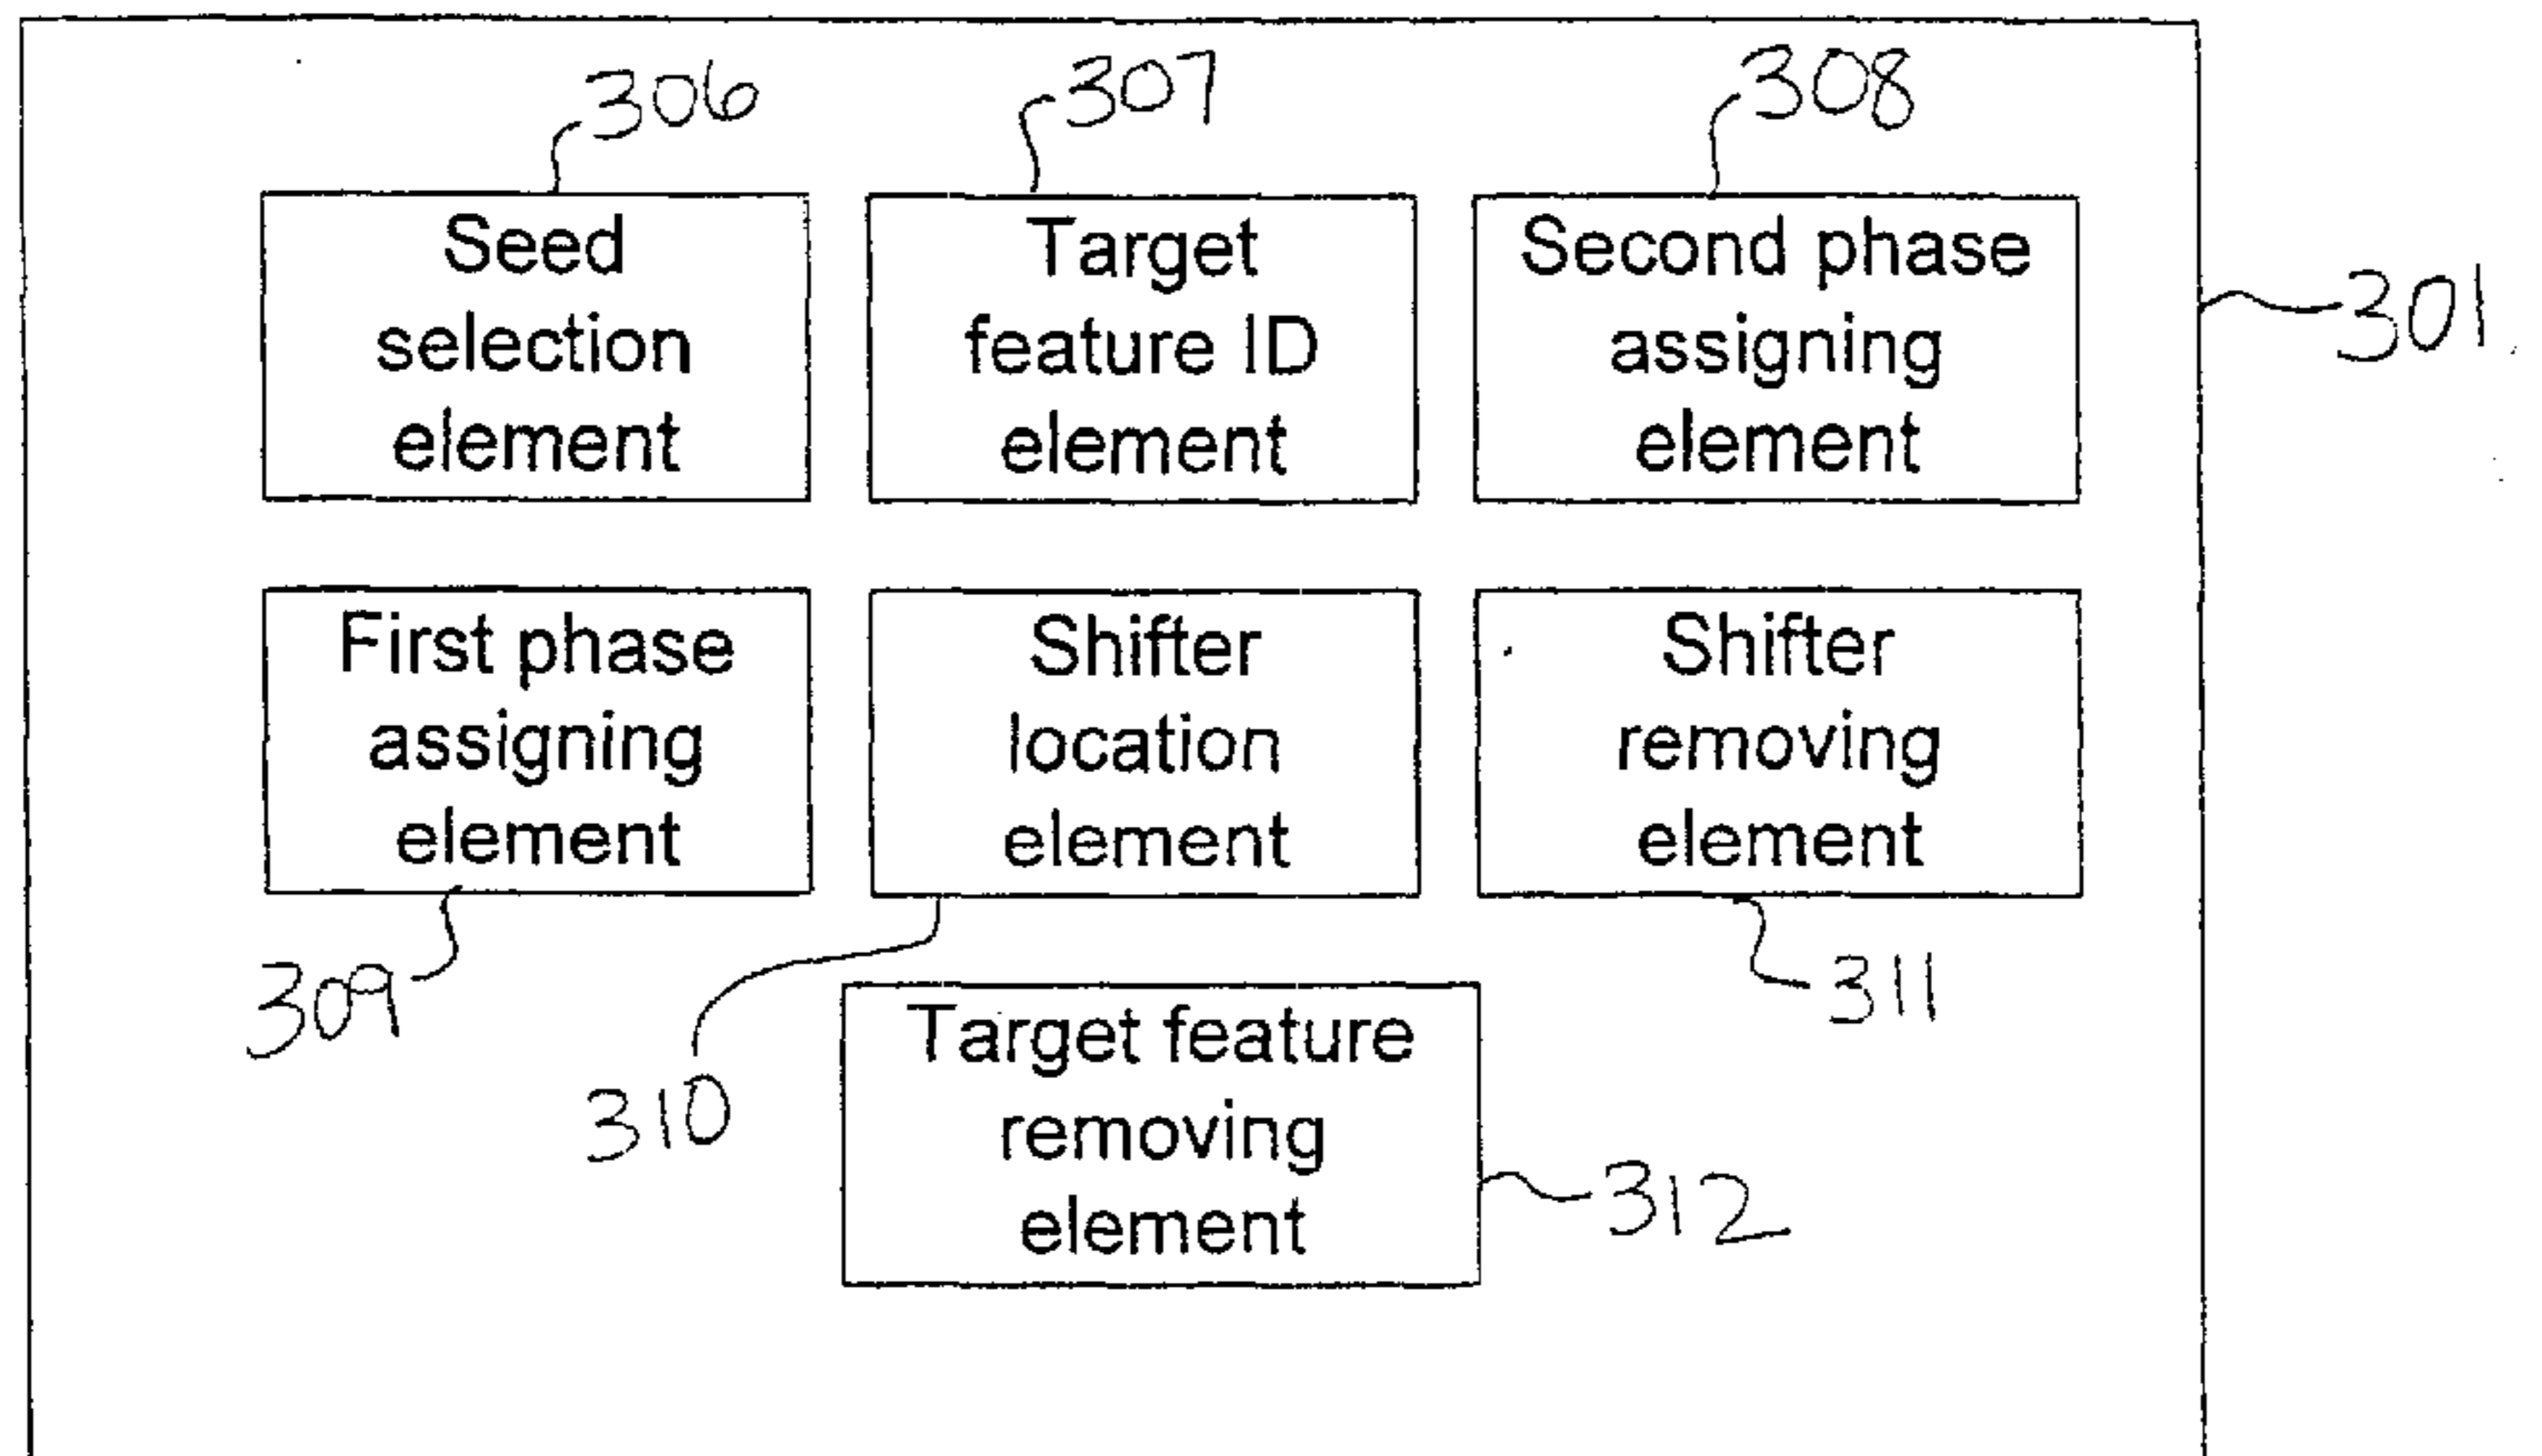 306
307
308
Seed
selection
element
Target
feature ID
element
Second phase
assigning
element
301
First phase
assigning
element
Shifter
location
element
Shifter
removing
element
309
310
311
Target feature
removing
element
312